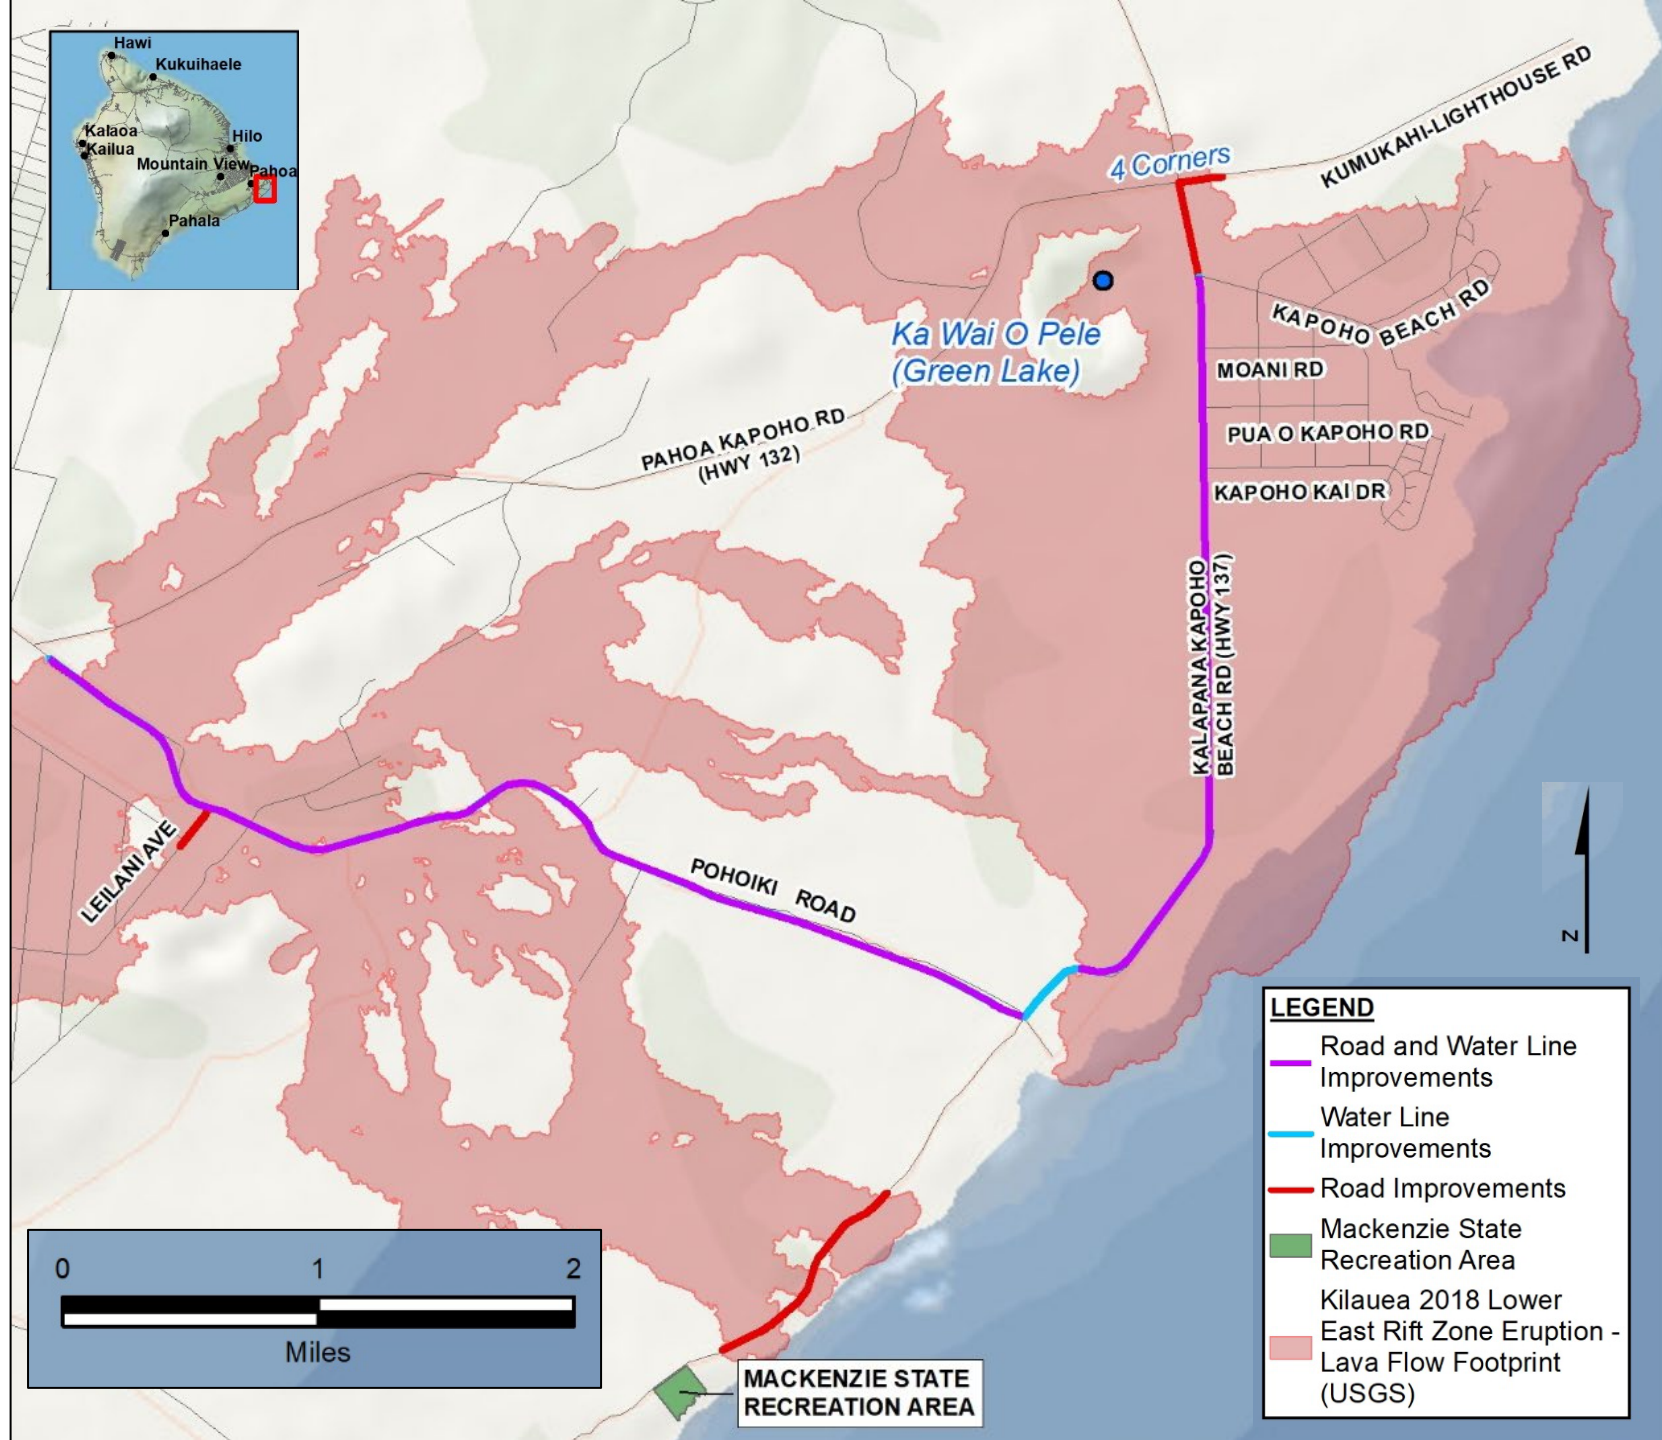 Hawi
Kukuihaele
Kalaoa
Kailua
Hilo
Mountain View
Pahoa
Pahala
KUMUKAHI-LIGHTHOUSE RD
4 Corners
Ka Wai O Pele
(Green Lake)
KAPOHO BEACH RD
MOANI RD
PUA O KAPOHO RD
KAPOHO KAI DR
PAHOA KAPOHO RD
(HWY 132)
KALAPANA KAPOHO
BEACH RD (HWY 137)
LEILANI AVE
POHOIKI ROAD
N
LEGEND
Road and Water Line
Improvements
Water Line
Improvements
Road Improvements
Mackenzie State
Recreation Area
Kilauea 2018 Lower
East Rift Zone Eruption -
Lava Flow Footprint
(USGS)
0 1 2
Miles
MACKENZIE STATE
RECREATION AREA